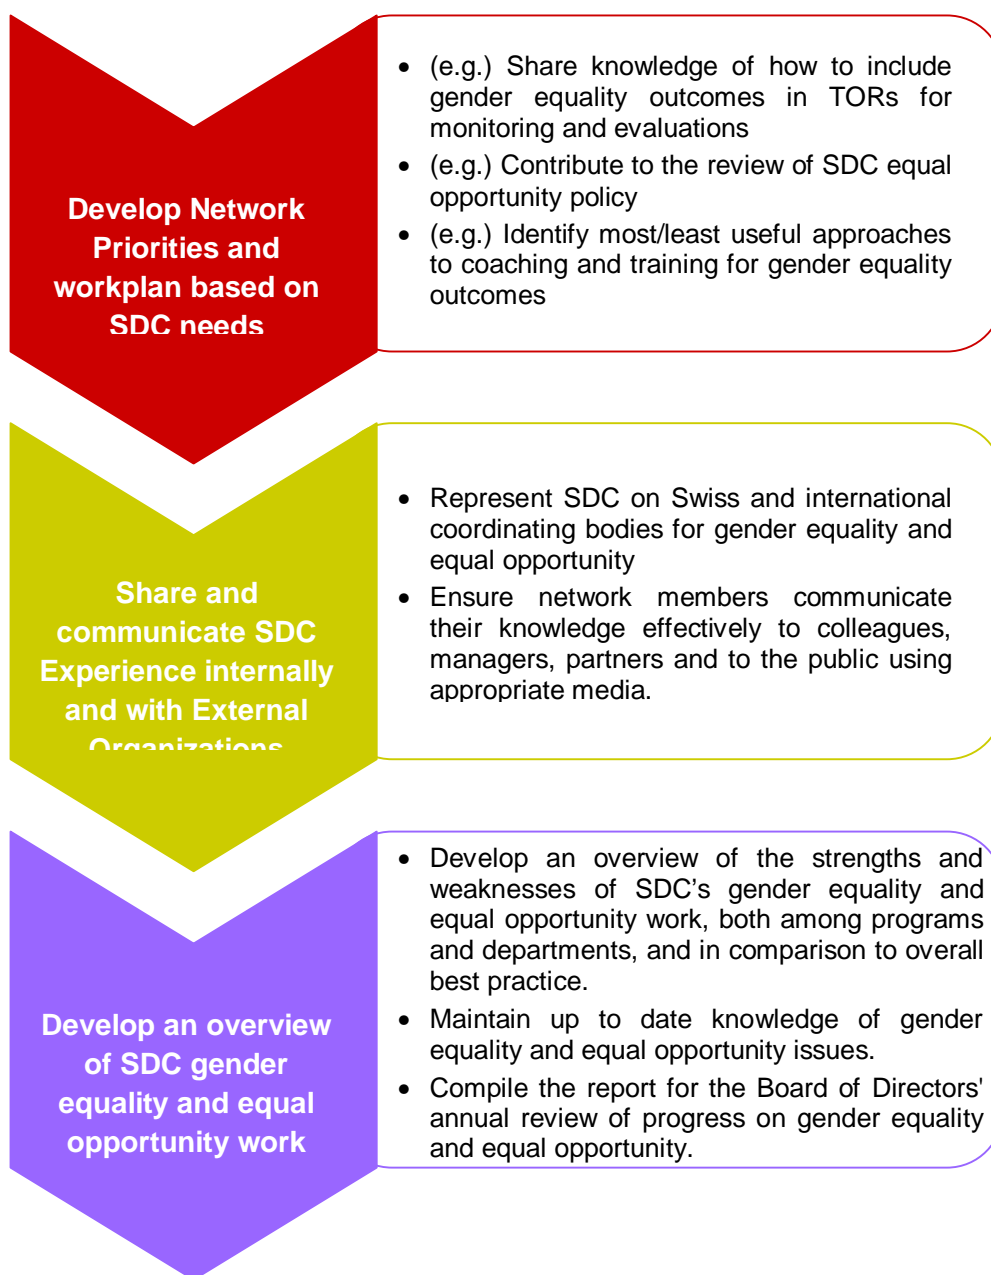 Develop Network
Priorities and
workplan based on
SDC needs
• (e.g.) Share knowledge of how to include
gender equality outcomes in TORs for
monitoring and evaluations
• (e.g.) Contribute to the review of SDC equal
opportunity policy
• (e.g.) Identify most/least useful approaches
to coaching and training for gender equality
outcomes
Share and
communicate SDC
Experience internally
and with External
Organizations
• Represent SDC on Swiss and international
coordinating bodies for gender equality and
equal opportunity
• Ensure network members communicate
their knowledge effectively to colleagues,
managers, partners and to the public using
appropriate media.
Develop an overview
of SDC gender
equality and equal
opportunity work
• Develop an overview of the strengths and
weaknesses of SDC's gender equality and
equal opportunity work, both among programs
and departments, and in comparison to overall
best practice.
• Maintain up to date knowledge of gender
equality and equal opportunity issues.
• Compile the report for the Board of Directors'
annual review of progress on gender equality
and equal opportunity.